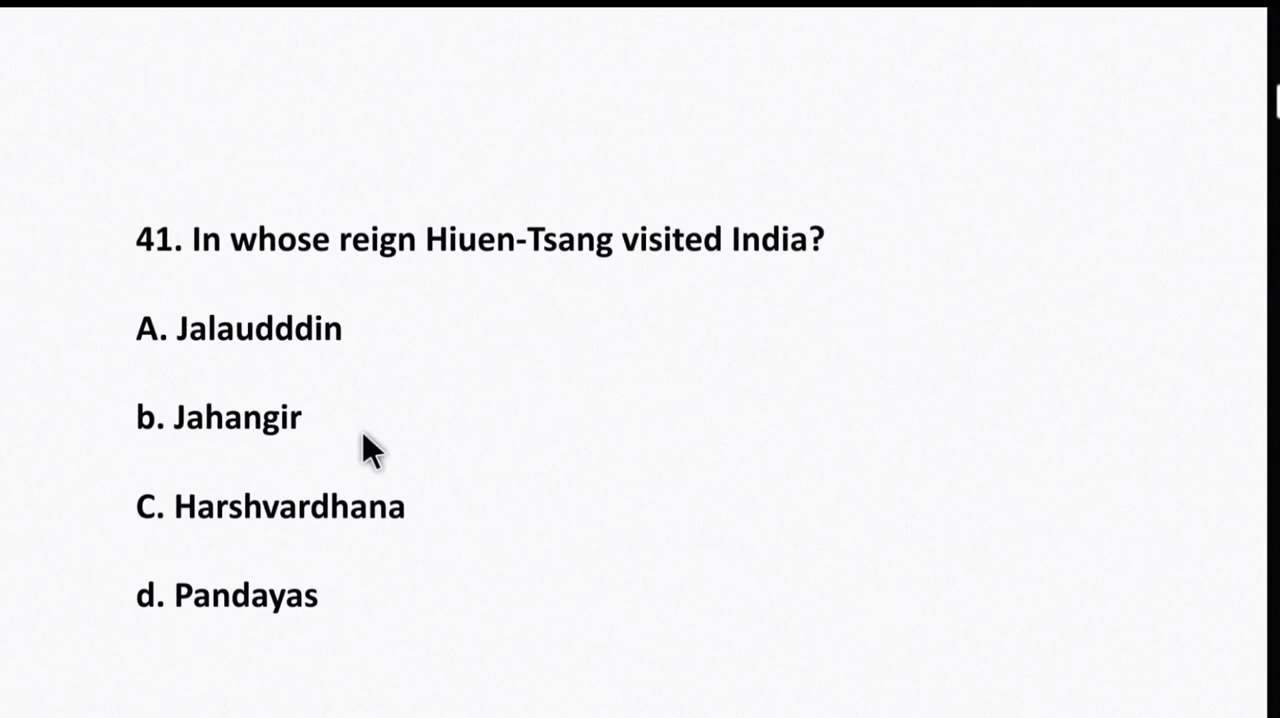 41. In whose reign Hiuen-Tsang visited India?
A. Jalaudddin
b. Jahangir
C. Harshvardhana
d. Pandayas